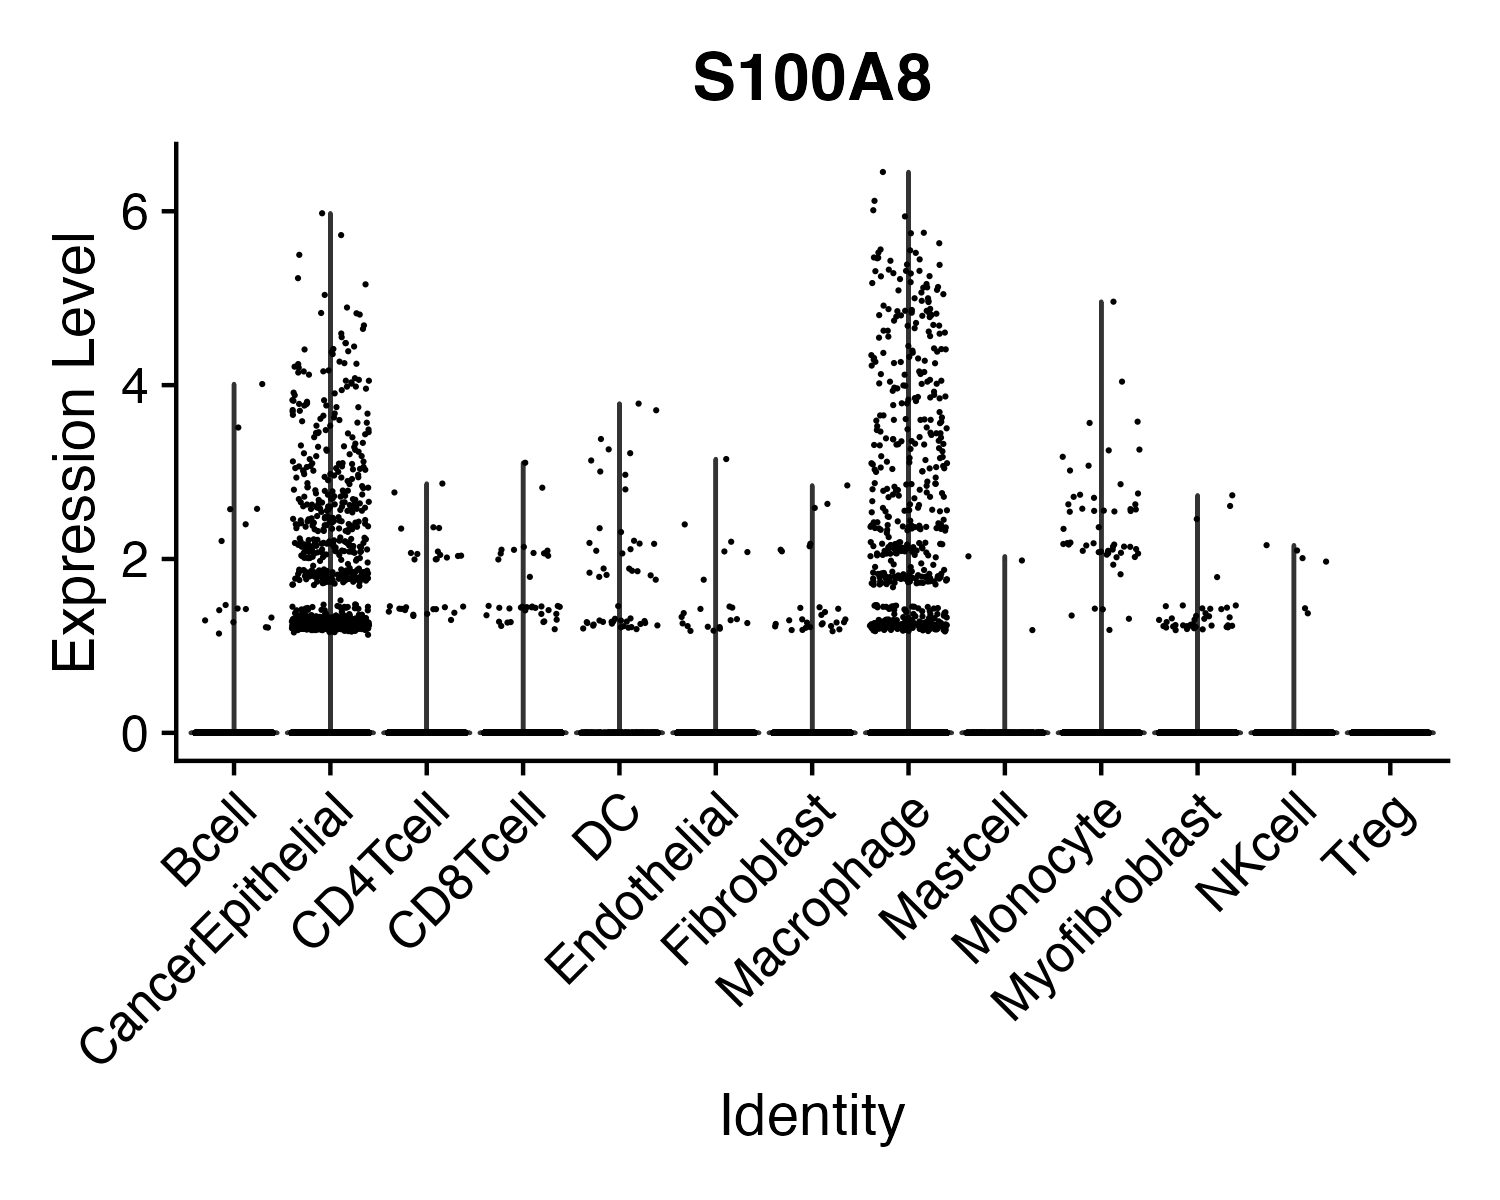 S100A8
Expression Level
6
4
2
0
Bcell
CancerEpithelial
CD4Tcell
CD8Tcell
DC
Endothelial
Fibroblast
Macrophage
Mastcell
Monocyte
Myofibroblast
NKcell
Treg
Identity